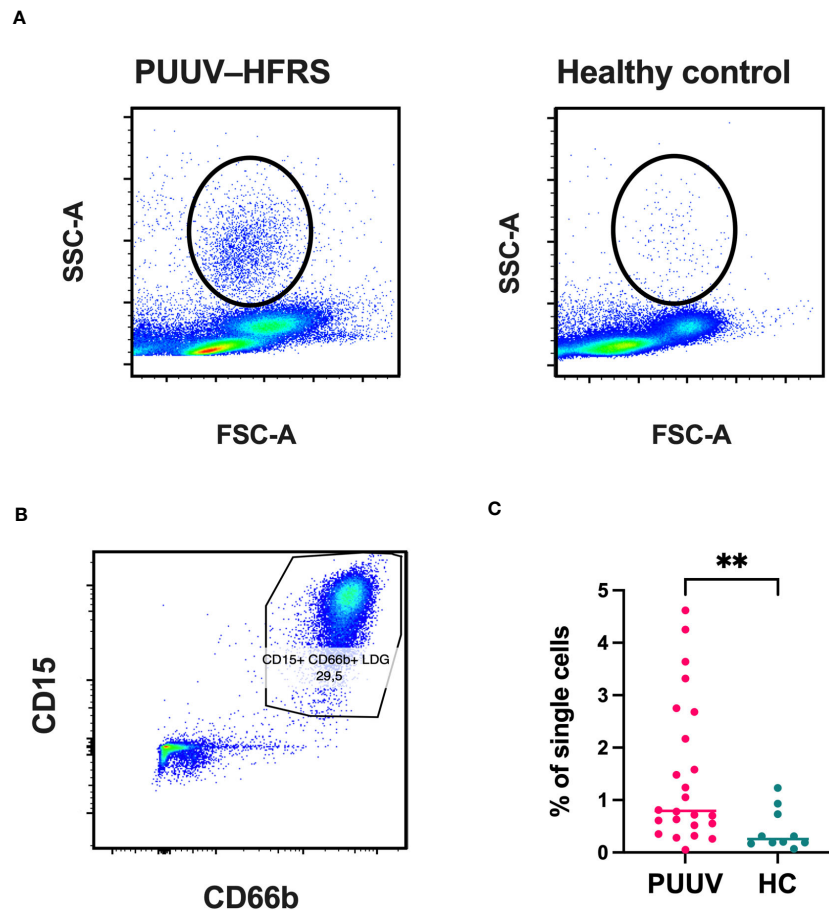 A
PUUV–HFRS
Healthy control
SSC-A
SSC-A
FSC-A
FSC-A
B
CD15
CD15+ CD66b+ LDG
29,5
CD66b
C
**
% of single cells
5
4
3
2
1
0
PUUV
HC